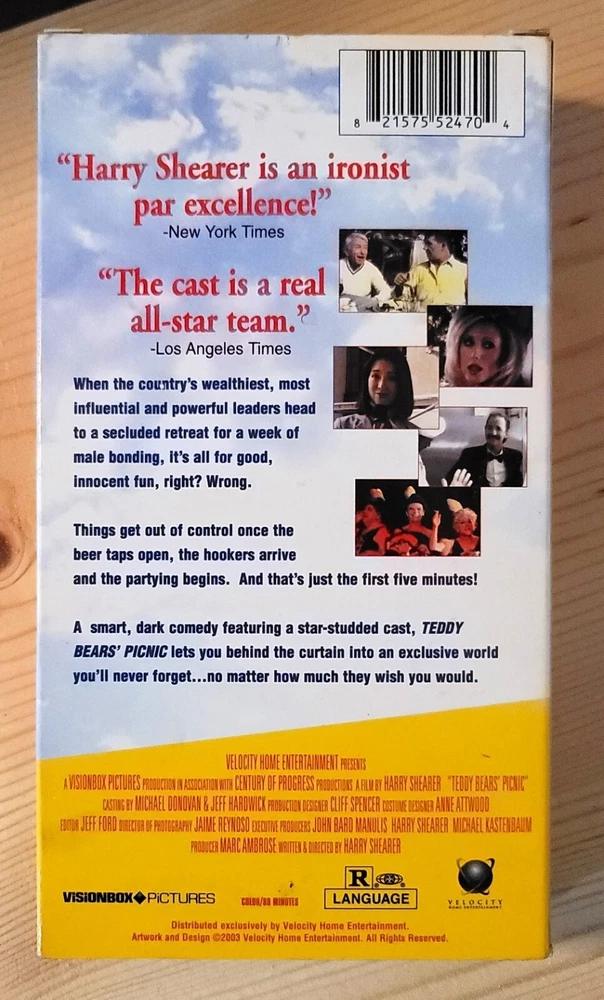 8 21575 52470 4
“Harry Shearer is an ironist
par excellence!”
-New York Times
“The cast is a real
all-star team.”
-Los Angeles Times
When the country's wealthiest, most
influential and powerful leaders head
to a secluded retreat for a week of
male bonding, it's all for good,
innocent fun, right? Wrong.
Things get out of control once the
beer taps open, the hookers arrive
and the partying begins. And that's just the first five minutes!
A smart, dark comedy featuring a star-studded cast, TEDDY
BEARS' PICNIC lets you behind the curtain into an exclusive world
you'll never forget...no matter how much they wish you would.
VELOCITY HOME ENTERTAINMENT PRESENTS
A VISIONBOX PICTURES PRODUCTION IN ASSOCIATION WITH CENTURY OF PROGRESS PRODUCTIONS A FILM BY HARRY SHEARER "TEDDY BEARS' PICNIC"
CASTING BY MICHAEL DONOVAN & JEFF HARDWICK PRODUCTION DESIGNER CLIFF SPENCER COSTUME DESIGNER ANNE ATTWOOD
EDITOR JEFF FORD DIRECTOR OF PHOTOGRAPHY JAIME REYNOSO EXECUTIVE PRODUCERS JOHN BARD MANULIS HARRY SHEARER MICHAEL KASTENBAUM
PRODUCER MARC AMBROSE WRITTEN & DIRECTED BY HARRY SHEARER
VISIONBOX PICTURES
COLOR/80 MINUTES
R
LANGUAGE
VELOCITY
HOME ENTERTAINMENT
Distributed exclusively by Velocity Home Entertainment.
Artwork and Design ©2003 Velocity Home Entertainment. All Rights Reserved.